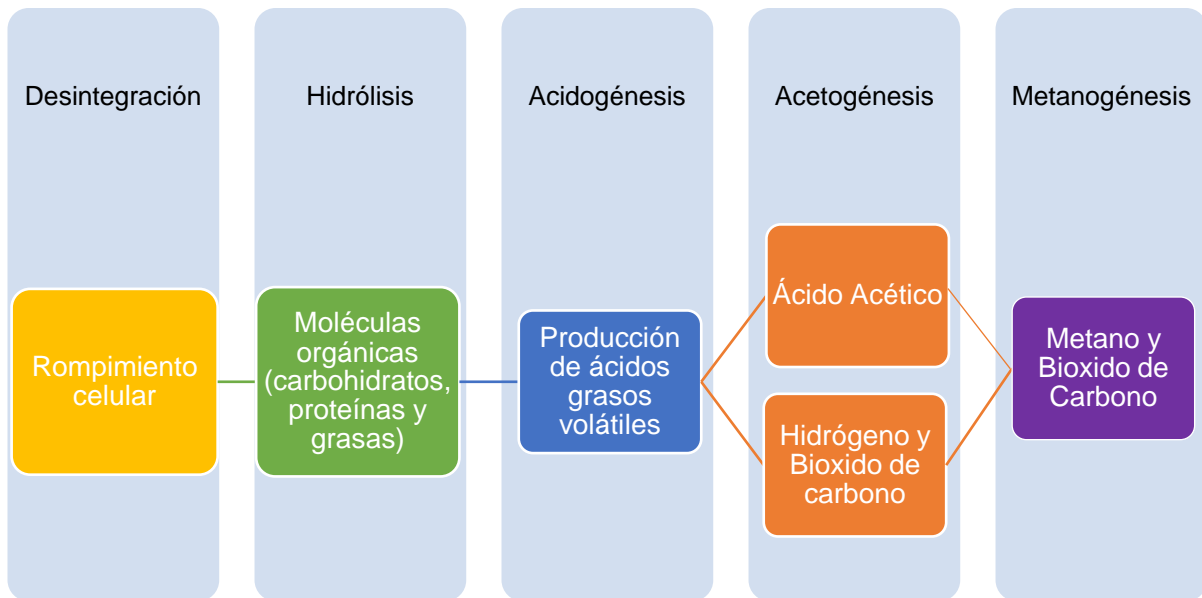 Desintegración
Hidrólisis
Acidogénesis
Acetogénesis
Metanogénesis
Rompimiento
celular
Moléculas
orgánicas
(carbohidratos,
proteínas y
grasas)
Producción
de ácidos
grasos
volátiles
Ácido Acético
Hidrógeno y
Bioxido de
carbono
Metano y
Bioxido de
Carbono